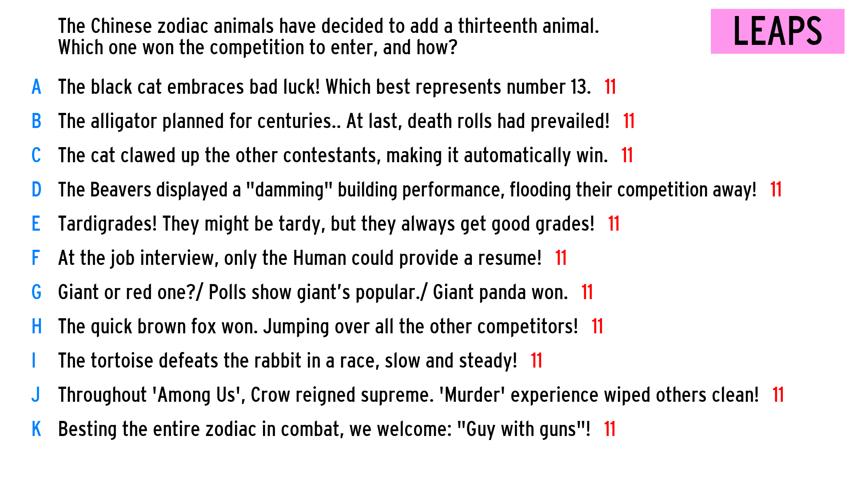 The Chinese zodiac animals have decided to add a thirteenth animal.
Which one won the competition to enter, and how?
LEAPS
A The black cat embraces bad luck! Which best represents number 13. 11
B The alligator planned for centuries.. At last, death rolls had prevailed! 11
C The cat clawed up the other contestants, making it automatically win. 11
D The Beavers displayed a "damming" building performance, flooding their competition away! 11
E Tardigrades! They might be tardy, but they always get good grades! 11
F At the job interview, only the Human could provide a resume! 11
G Giant or red one?/ Polls show giant's popular./ Giant panda won. 11
H The quick brown fox won. Jumping over all the other competitors! 11
I The tortoise defeats the rabbit in a race, slow and steady! 11
J Throughout 'Among Us', Crow reigned supreme. 'Murder' experience wiped others clean! 11
K Besting the entire zodiac in combat, we welcome: "Guy with guns"! 11